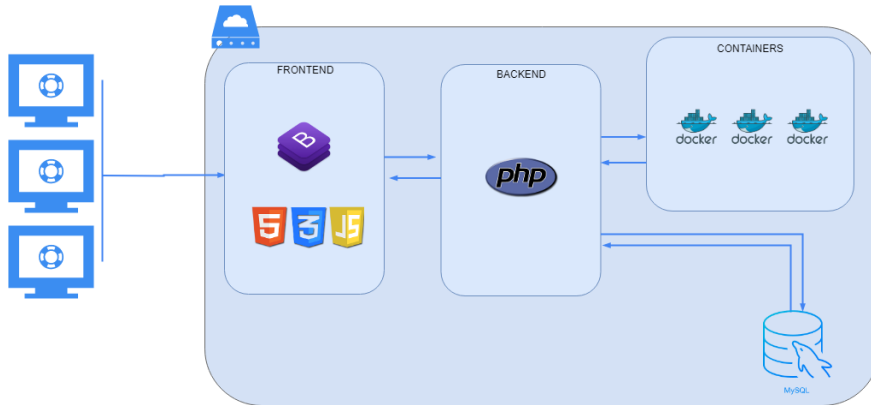 FRONTEND
BACKEND
CONTAINERS
B
5
3
JS
php
docker
docker
docker
MySQL